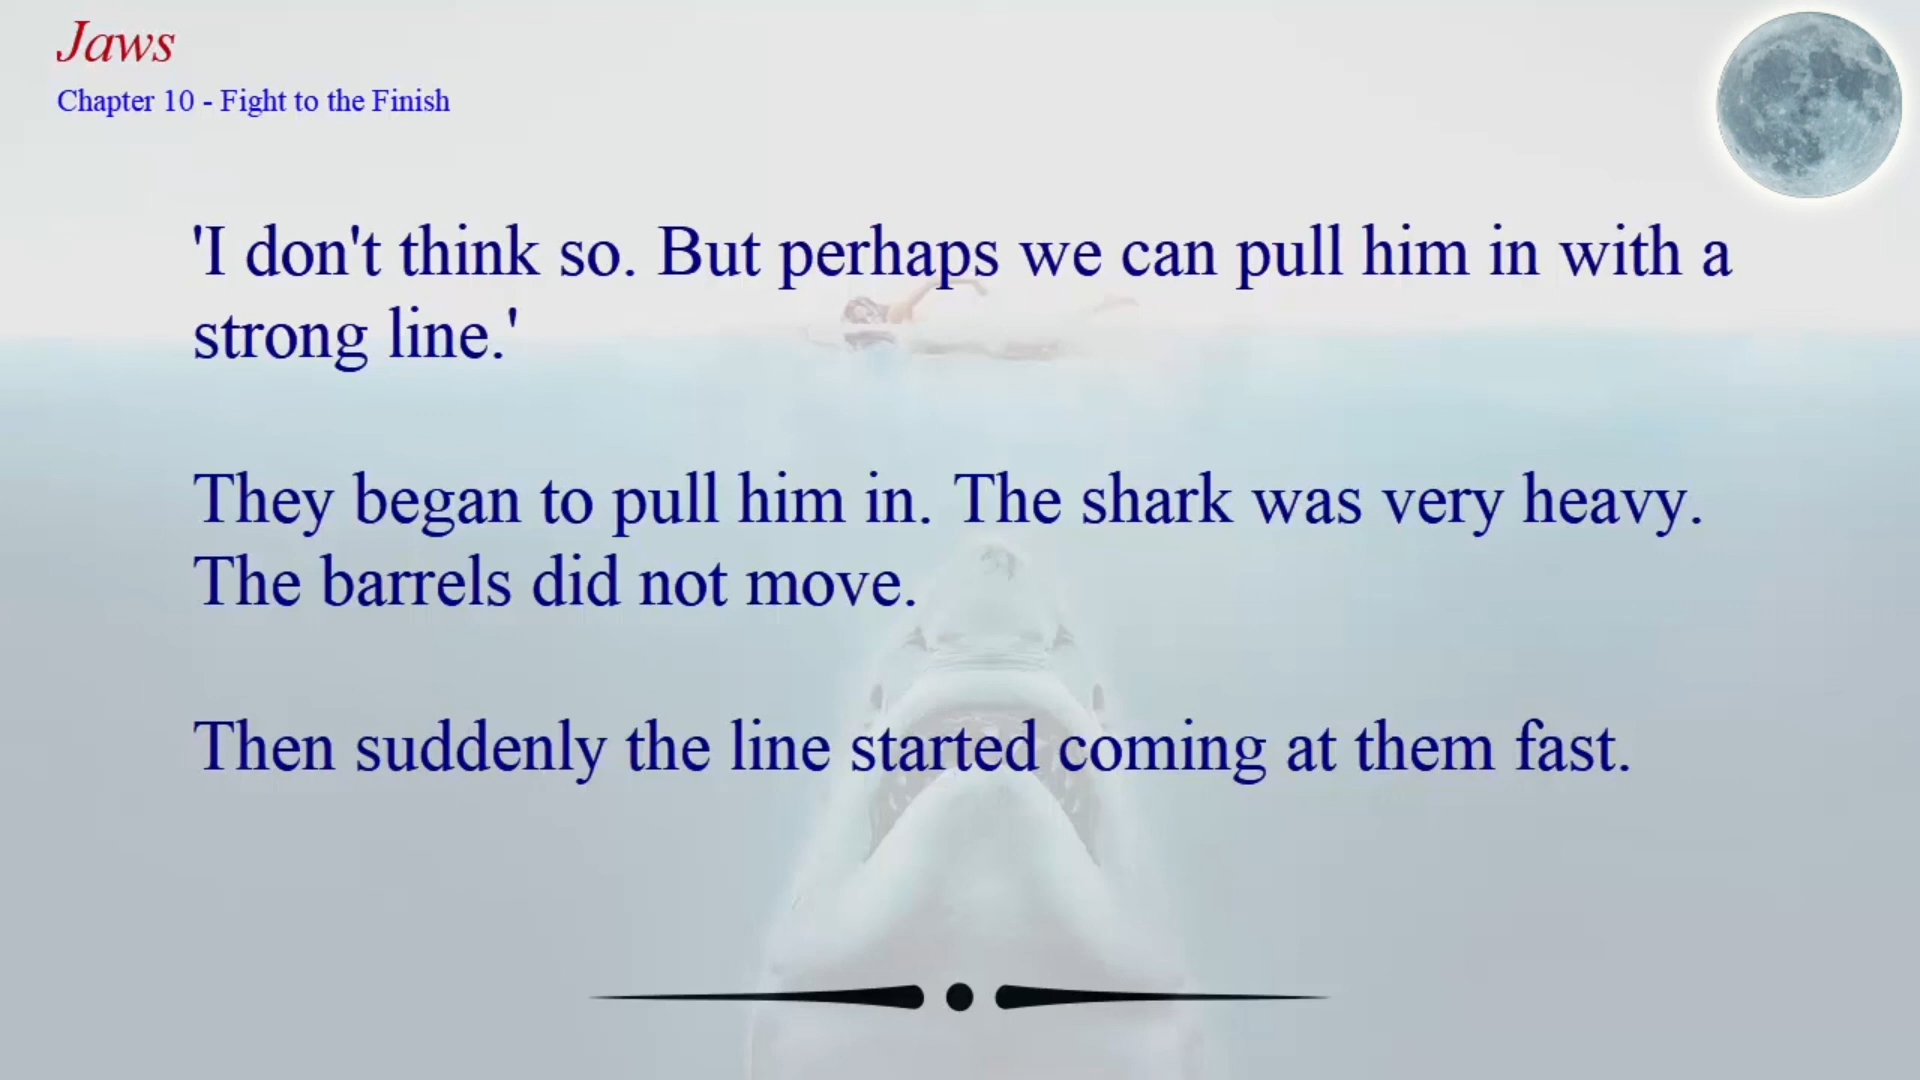 Jaws
Chapter 10 - Fight to the Finish
'I don't think so. But perhaps we can pull him in with a
strong line.'
They began to pull him in. The shark was very heavy.
The barrels did not move.
Then suddenly the line started coming at them fast.